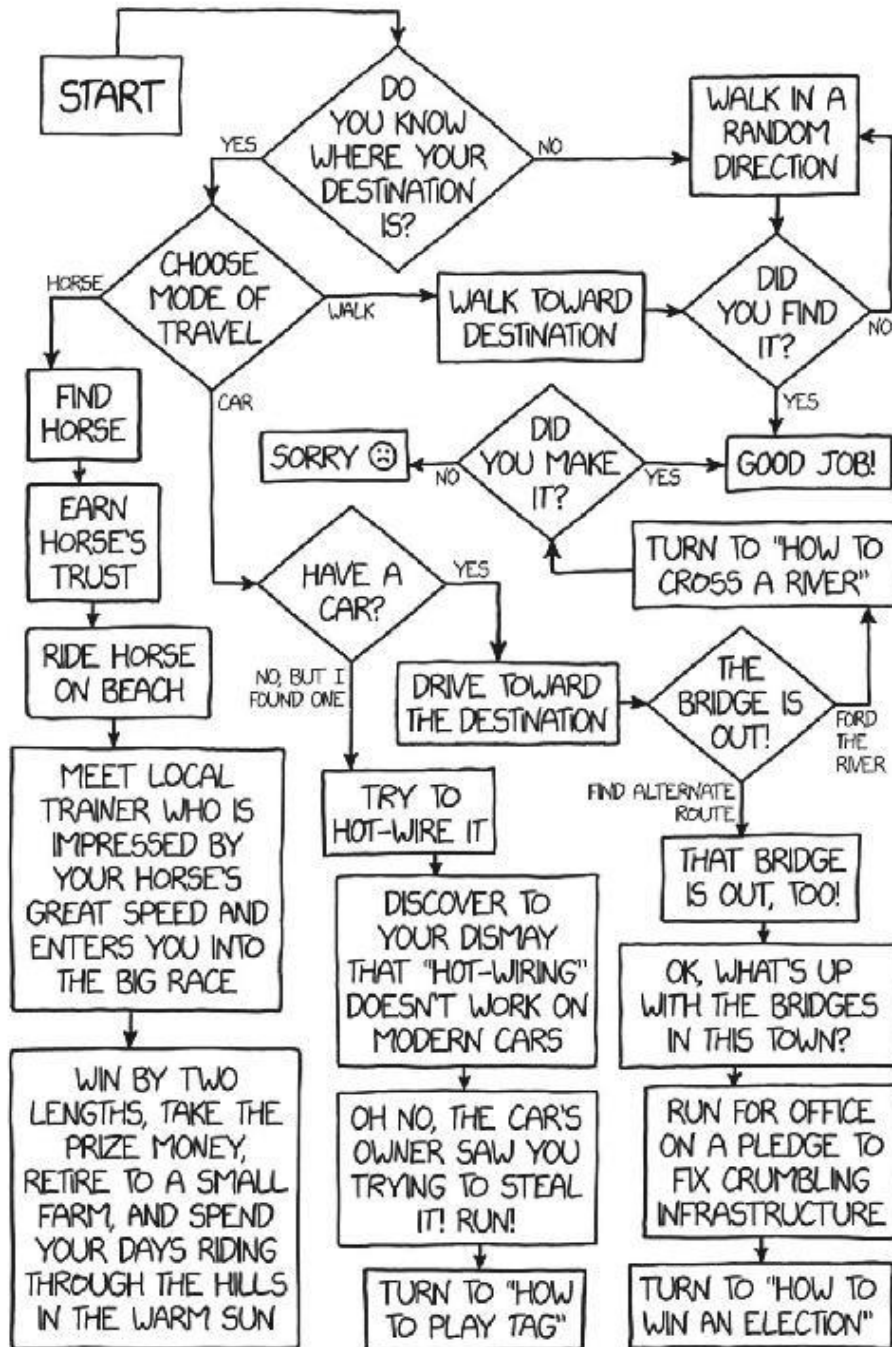 START
DO
YOU KNOW
WHERE YOUR
DESTINATION
IS?
YES
NO
WALK IN A
RANDOM
DIRECTION
CHOOSE
MODE OF
TRAVEL
HORSE
WALK
CAR
WALK TOWARD
DESTINATION
DID
YOU FIND
IT?
NO
YES
FIND
HORSE
SORRY ☹
DID
YOU MAKE
IT?
NO
YES
GOOD JOB!
EARN
HORSE'S
TRUST
HAVE A
CAR?
YES
NO, BUT I
FOUND ONE
TURN TO "HOW TO
CROSS A RIVER"
RIDE HORSE
ON BEACH
DRIVE TOWARD
THE DESTINATION
THE
BRIDGE IS
OUT!
FORD
THE
RIVER
FIND ALTERNATE
ROUTE
MEET LOCAL
TRAINER WHO IS
IMPRESSED BY
YOUR HORSE'S
GREAT SPEED AND
ENTERS YOU INTO
THE BIG RACE
TRY TO
HOT-WIRE IT
THAT BRIDGE
IS OUT, TOO!
DISCOVER TO
YOUR DISMAY
THAT "HOT-WIRING"
DOESN'T WORK ON
MODERN CARS
OK, WHAT'S UP
WITH THE BRIDGES
IN THIS TOWN?
WIN BY TWO
LENGTHS, TAKE THE
PRIZE MONEY,
RETIRE TO A SMALL
FARM, AND SPEND
YOUR DAYS RIDING
THROUGH THE HILLS
IN THE WARM SUN
OH NO, THE CAR'S
OWNER SAW YOU
TRYING TO STEAL
IT! RUN!
RUN FOR OFFICE
ON A PLEDGE TO
FIX CRUMBLING
INFRASTRUCTURE
TURN TO "HOW
TO PLAY TAG"
TURN TO "HOW TO
WIN AN ELECTION"